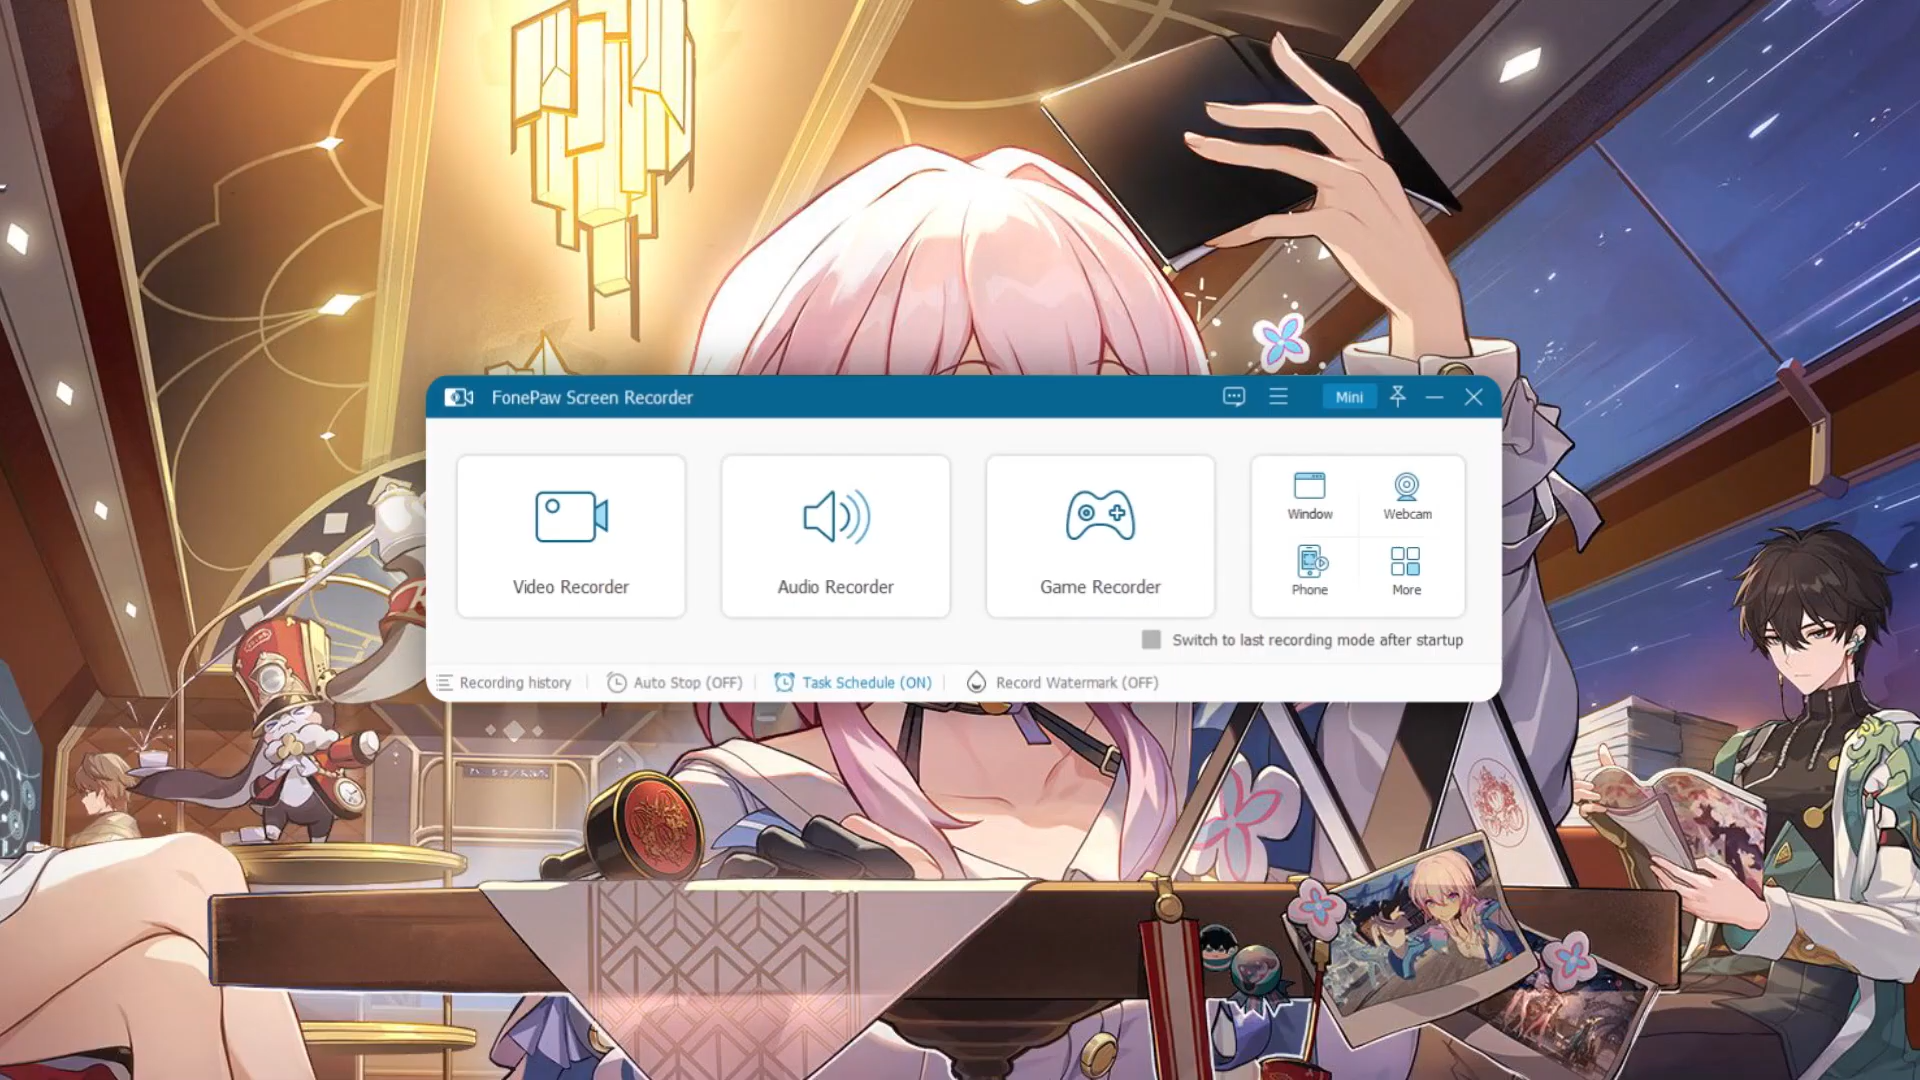 FonePaw Screen Recorder
Mini
Video Recorder
Audio Recorder
Game Recorder
Window
Webcam
Phone
More
Switch to last recording mode after startup
Recording history
Auto Stop (OFF)
Task Schedule (ON)
Record Watermark (OFF)